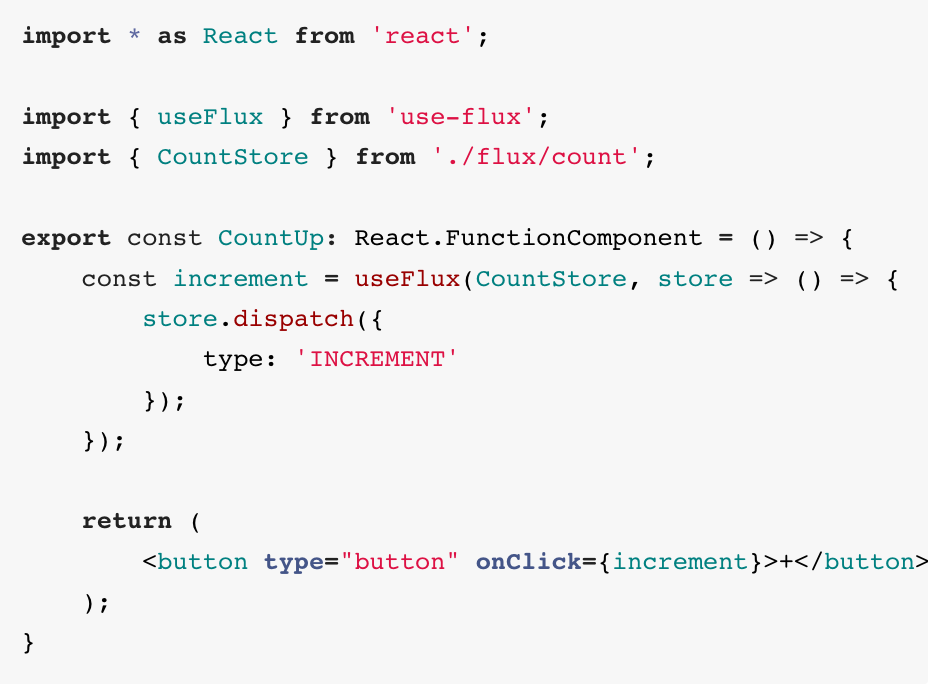 import * as React from 'react';
import { useFlux } from 'use-flux';
import { CountStore } from './flux/count';
export const CountUp: React.FunctionComponent = () => {
    const increment = useFlux(CountStore, store => () => {
        store.dispatch({
            type: 'INCREMENT'
        });
    });
    return (
        <button type="button" onClick={increment}>+</button>
    );
}